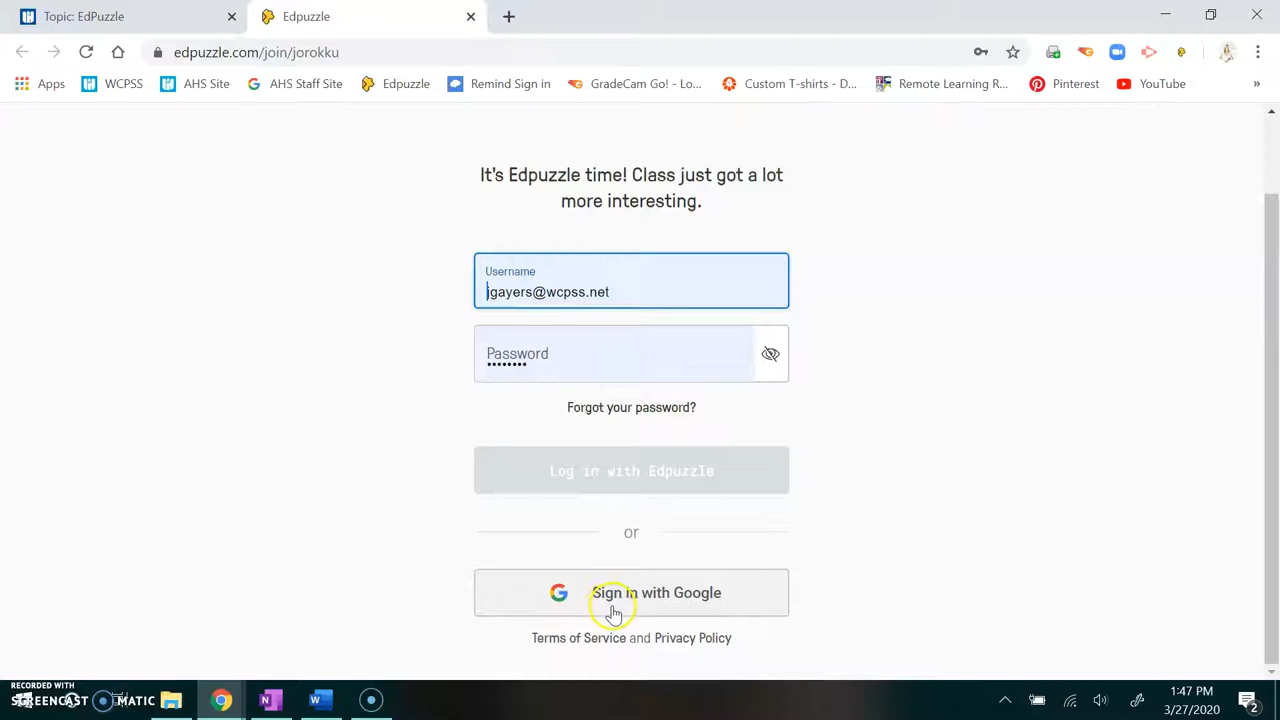 Topic: EdPuzzle
Edpuzzle
edpuzzle.com/join/jorokku
Apps
WCPSS
AHS Site
AHS Staff Site
Edpuzzle
Remind Sign in
GradeCam Go! - Lo...
Custom T-shirts - D...
Remote Learning R...
Pinterest
YouTube
»
It's Edpuzzle time! Class just got a lot
more interesting.
Username
jgayers@wcpss.net
Password
••••••••
Forgot your password?
Log in with Edpuzzle
or
Sign in with Google
Terms of Service and Privacy Policy
RECORDED WITH
SCREENCAST MATIC
1:47 PM
3/27/2020
2